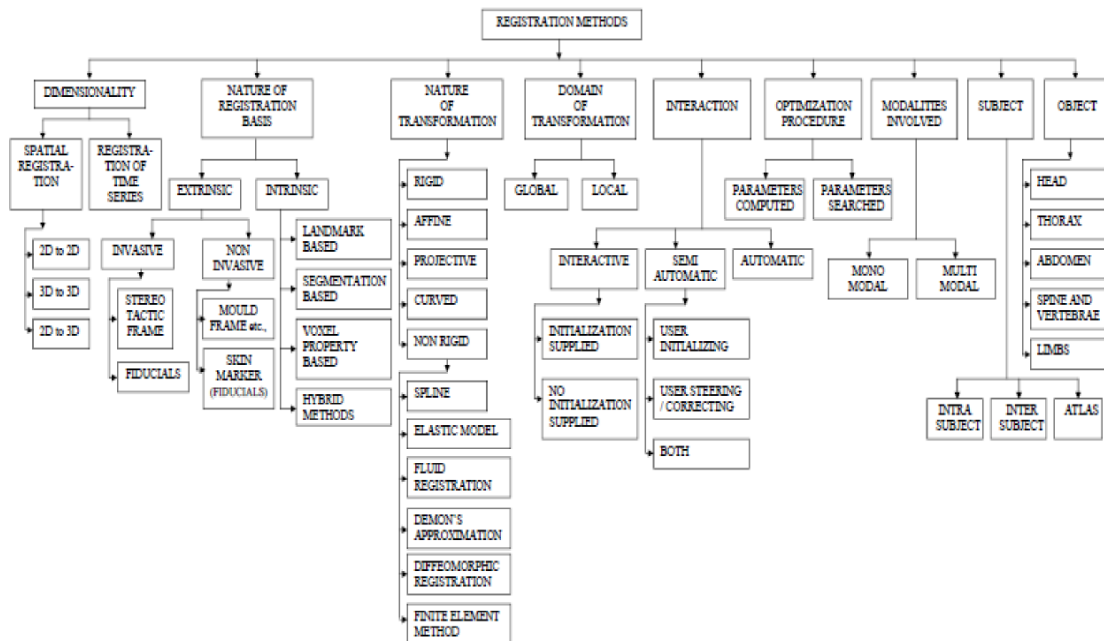 REGISTRATION METHODS
DIMENSIONALITY
NATURE OF
REGISTRATION
BASIS
NATURE
OF
TRANSFORMATION
DOMAIN
OF
TRANSFORMATION
INTERACTION
OPTIMIZATION
PROCEDURE
MODALITIES
INVOLVED
SUBJECT
OBJECT
SPATIAL
REGISTRA-
TION
REGISTRA-
TION OF
TIME
SERIES
2D to 2D
3D to 3D
2D to 3D
EXTRINSIC
INTRINSIC
INVASIVE
NON
INVASIVE
STEREO
TACTIC
FRAME
FIDUCIALS
MOULD
FRAME etc.,
SKIN
MARKER
(FIDUCIALS)
LANDMARK
BASED
SEGMENTATION
BASED
VOXEL
PROPERTY
BASED
HYBRID
METHODS
RIGID
AFFINE
PROJECTIVE
CURVED
NON RIGID
SPLINE
ELASTIC MODEL
FLUID
REGISTRATION
DEMON'S
APPROXIMATION
DIFFEOMORPHIC
REGISTRATION
FINITE ELEMENT
METHOD
GLOBAL
LOCAL
INTERACTIVE
SEMI
AUTOMATIC
AUTOMATIC
INITIALIZATION
SUPPLIED
NO
INITIALIZATION
SUPPLIED
USER
INITIALIZING
USER STEERING
/ CORRECTING
BOTH
PARAMETERS
COMPUTED
PARAMETERS
SEARCHED
MONO
MODAL
MULTI
MODAL
INTRA
SUBJECT
INTER
SUBJECT
ATLAS
HEAD
THORAX
ABDOMEN
SPINE AND
VERTEBRAE
LIMBS